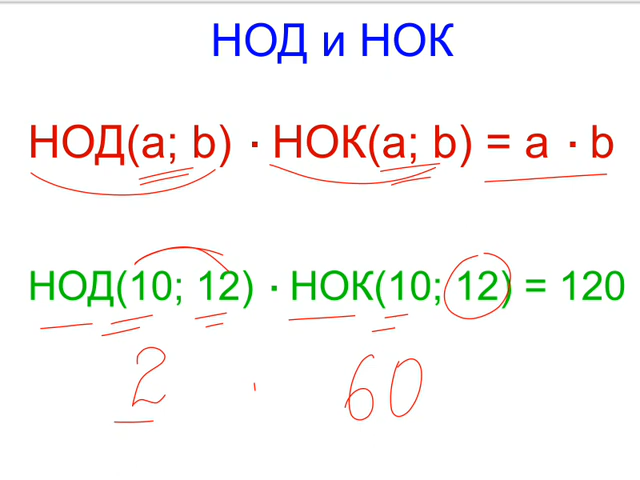 НОД и НОК
НОД(a; b) · НОК(a; b) = a · b
НОД(10; 12) · НОК(10; 12) = 120
2 · 60